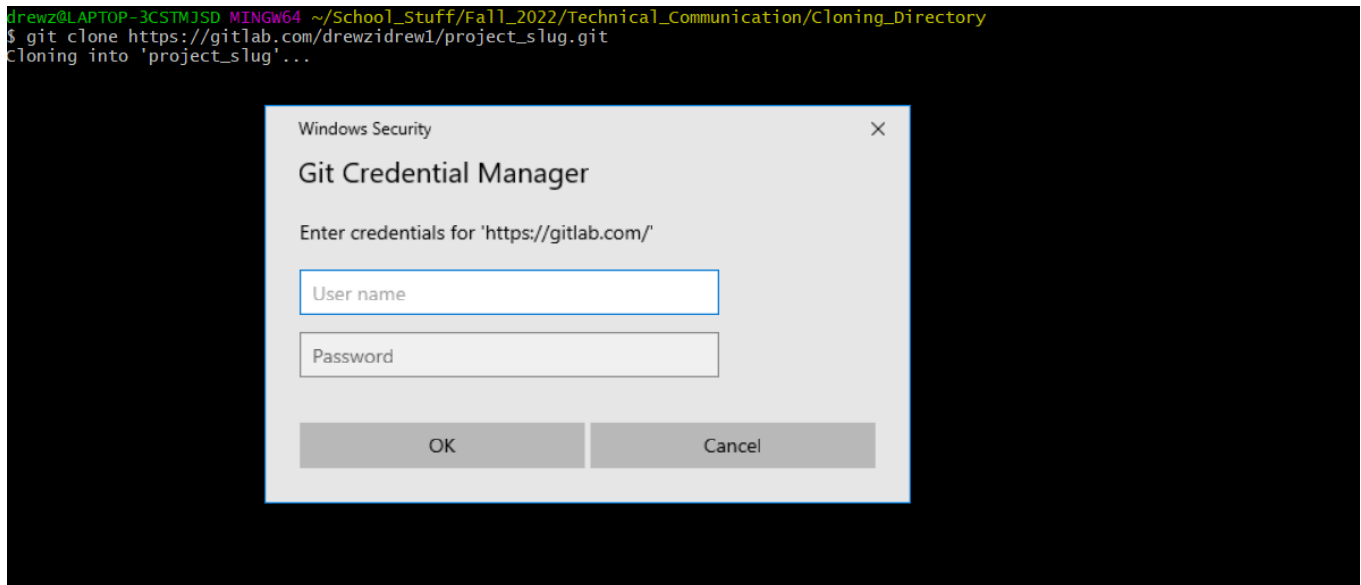 drewz@LAPTOP-3CSTMJSD MINGW64 ~/School_Stuff/Fall_2022/Technical_Communication/Cloning_Directory
$ git clone https://gitlab.com/drewzidrew1/project_slug.git
Cloning into 'project_slug'...
Windows Security
Git Credential Manager
Enter credentials for 'https://gitlab.com/'
User name
Password
OK Cancel